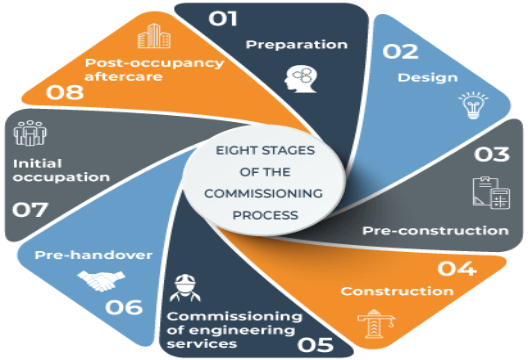 EIGHT STAGES
OF THE
COMMISSIONING
PROCESS
01
Preparation
02
Design
03
Pre-construction
04
Construction
05
Commissioning
of engineering
services
06
Pre-handover
07
Initial
occupation
08
Post-occupancy
aftercare